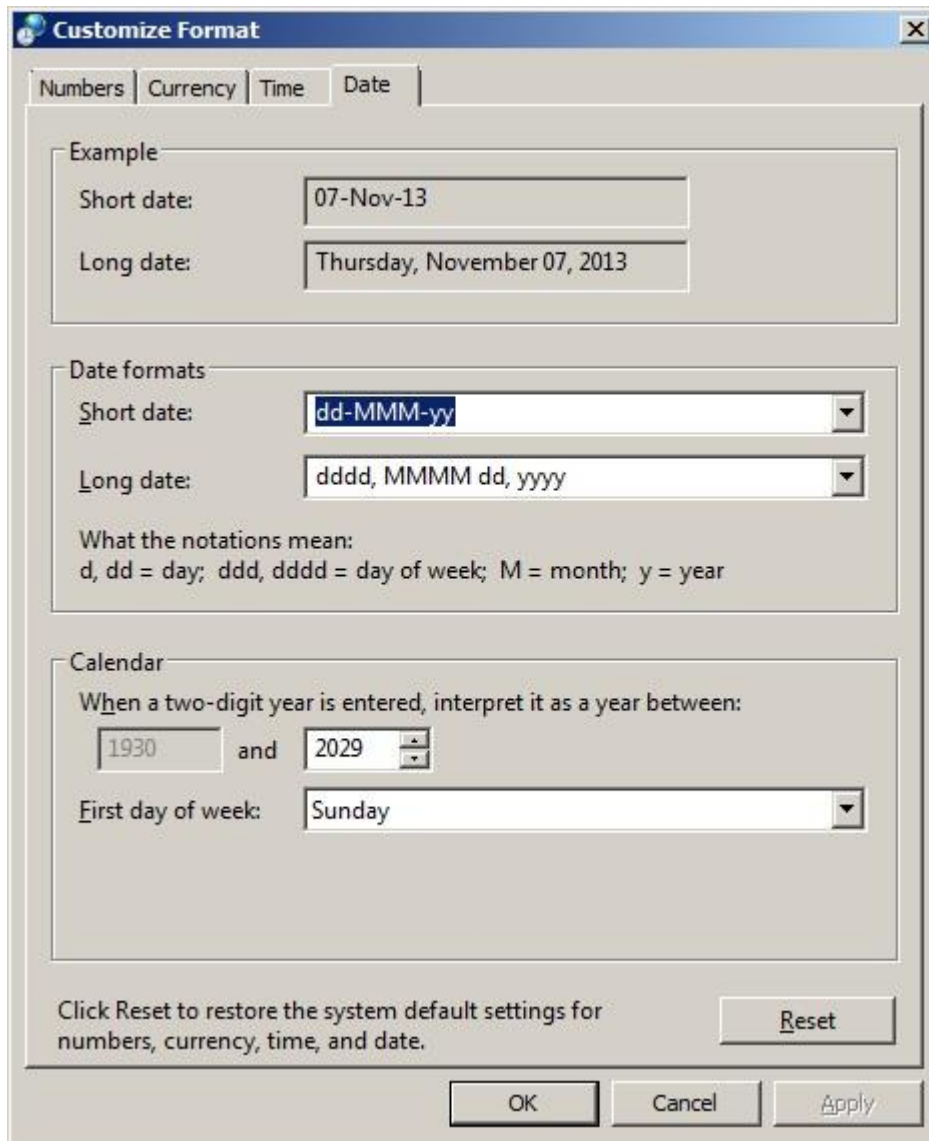 Customize Format
Numbers Currency Time Date
Example
Short date: 07-Nov-13
Long date: Thursday, November 07, 2013
Date formats
Short date: dd-MMM-yy
Long date: dddd, MMMM dd, yyyy
What the notations mean:
d, dd = day; ddd, dddd = day of week; M = month; y = year
Calendar
When a two-digit year is entered, interpret it as a year between:
1930 and 2029
First day of week: Sunday
Click Reset to restore the system default settings for
numbers, currency, time, and date.
Reset
OK Cancel Apply